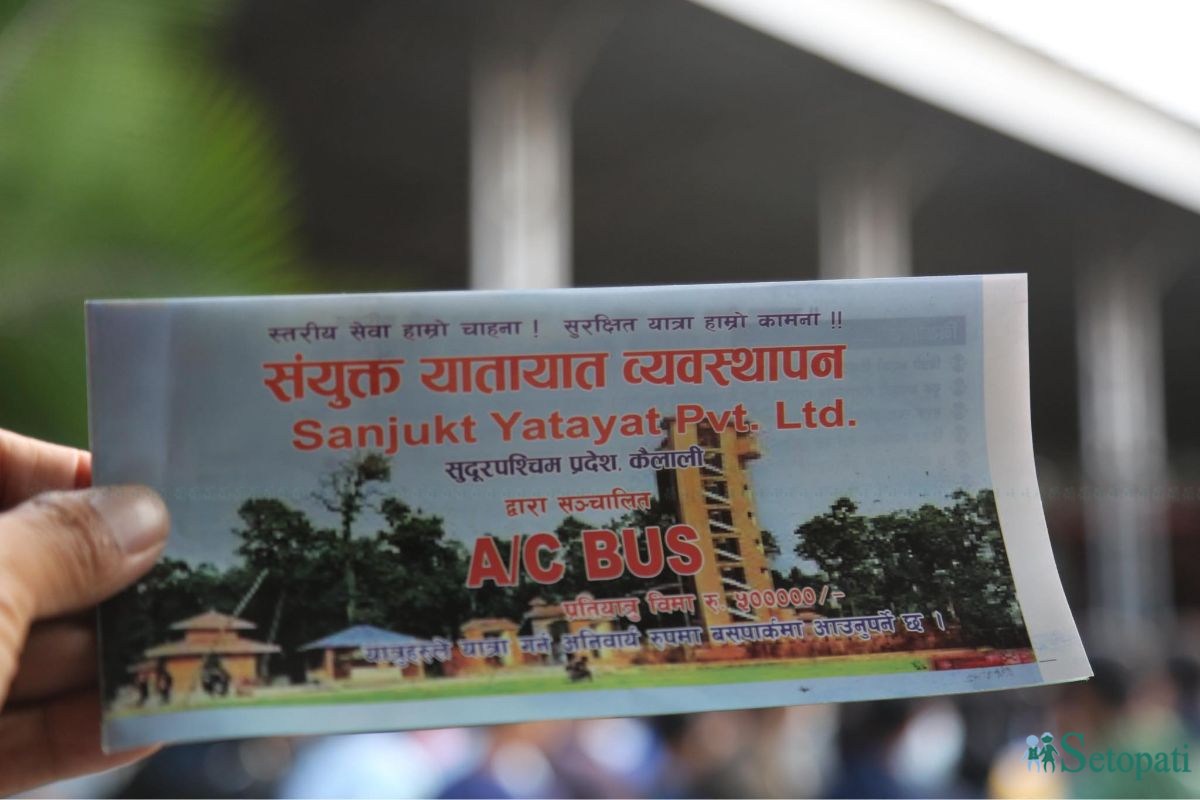 स्तरीय सेवा हाम्रो चाहना ! सुरक्षित यात्रा हाम्रो कामना !!
संयुक्त यातायात व्यवस्थापन
Sanjukt Yatayat Pvt. Ltd.
सुदूरपश्चिम प्रदेश, कैलाली
द्वारा सञ्चालित
A/C BUS
प्रतियात्रु विमा रु. ५०००००/-
यात्रुहरुले यात्रा गर्न अनिवार्य रुपमा बसपार्कमा आउनुपर्ने छ ।
Setopati